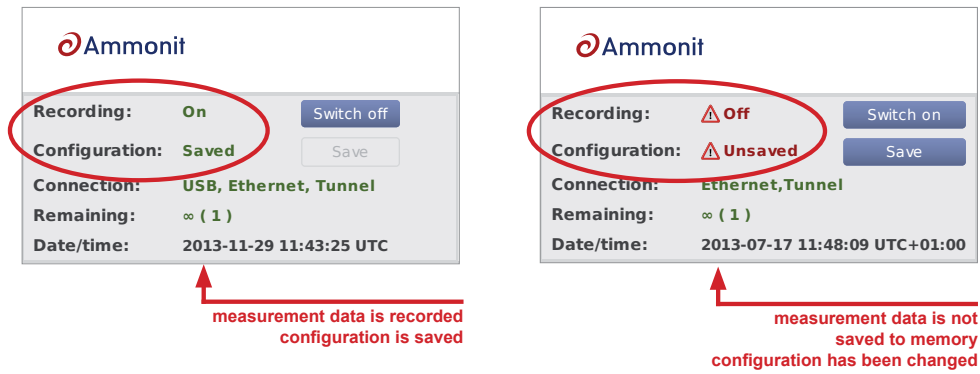 Ammonit
Recording: On Switch off
Configuration: Saved Save
Connection: USB, Ethernet, Tunnel
Remaining: ∞ ( 1 )
Date/time: 2013-11-29 11:43:25 UTC
measurement data is recorded
configuration is saved
Ammonit
Recording: Off Switch on
Configuration: Unsaved Save
Connection: Ethernet,Tunnel
Remaining: ∞ ( 1 )
Date/time: 2013-07-17 11:48:09 UTC+01:00
measurement data is not
saved to memory
configuration has been changed